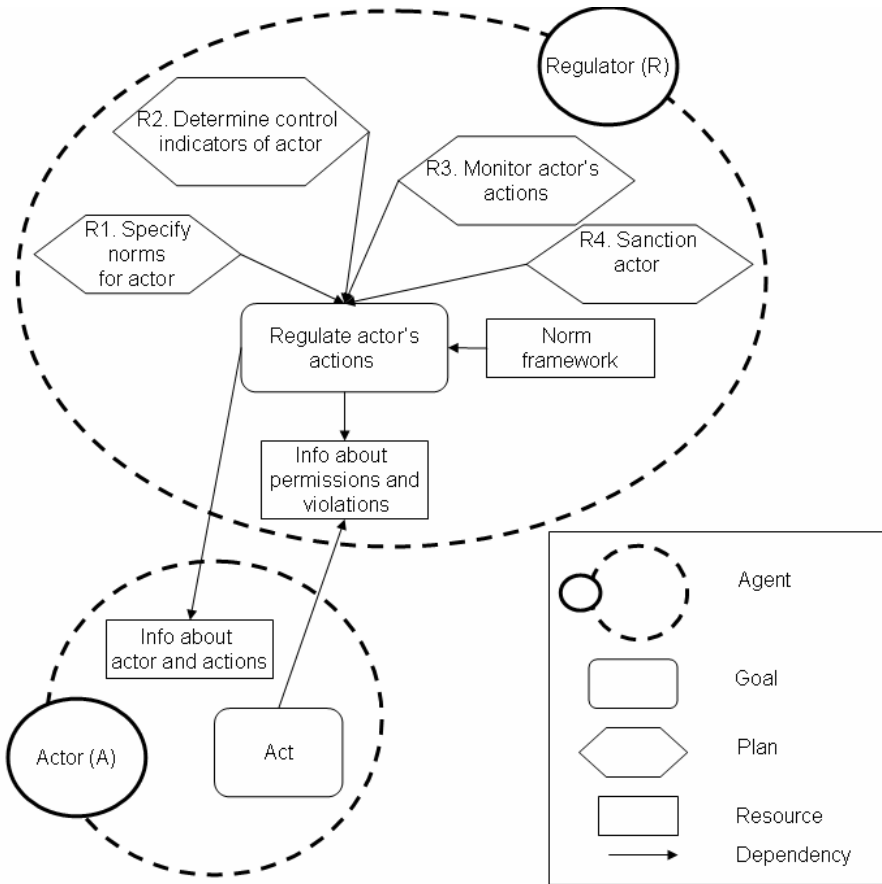 Regulator (R)
R2. Determine control
indicators of actor
R3. Monitor actor's
actions
R1. Specify
norms
for actor
R4. Sanction
actor
Regulate actor's
actions
Norm
framework
Info about
permissions and
violations
Info about
actor and actions
Actor (A)
Act
Agent
Goal
Plan
Resource
Dependency